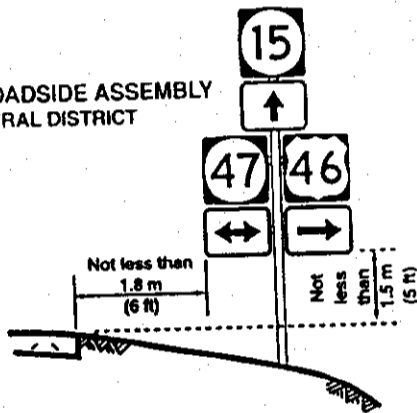 15
OADSIDE ASSEMBLY
RAL DISTRICT
47
46
Not less than
1.8 m
(6 ft)
Not
less
than
1.5 m
(5 ft)